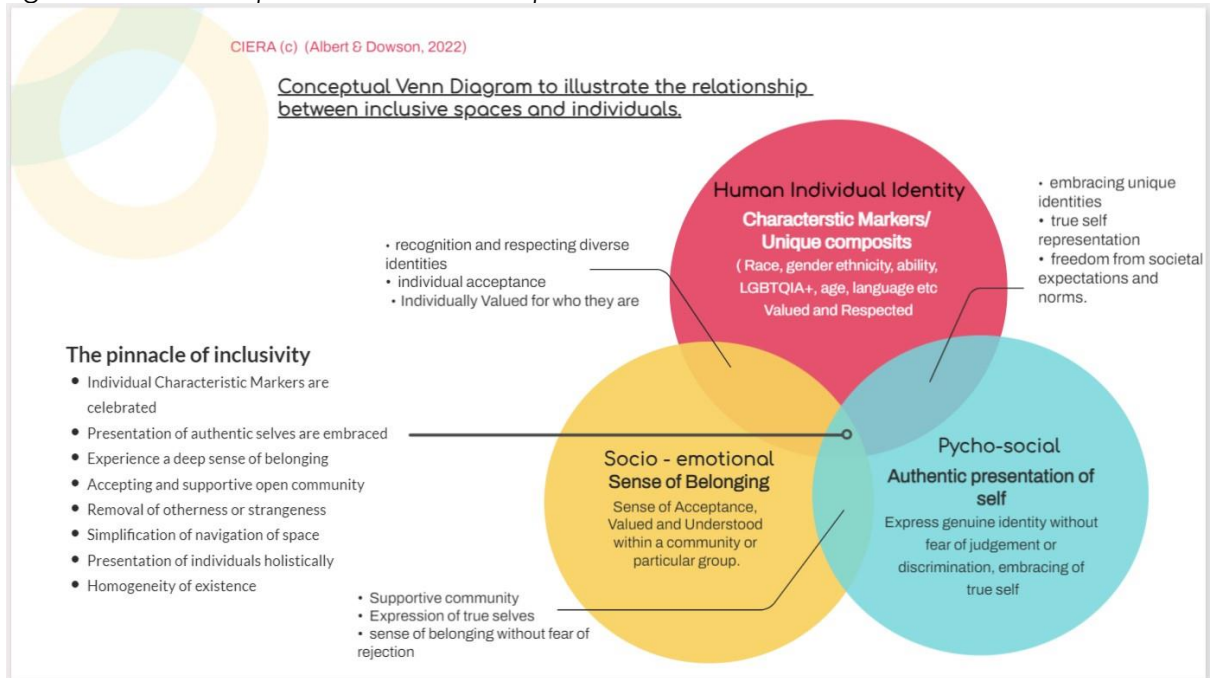 CIERA (c) (Albert & Dowson, 2022)
Conceptual Venn Diagram to illustrate the relationship
between inclusive spaces and individuals.
Human Individual Identity
Characterstic Markers/
Unique composits
( Race, gender ethnicity, ability,
LGBTQIA+, age, language etc
Valued and Respected
• embracing unique
identities
• true self
representation
• freedom from societal
expectations and
norms.
• recognition and respecting diverse
identities
• individual acceptance
• Individually Valued for who they are
The pinnacle of inclusivity
• Individual Characteristic Markers are
celebrated
• Presentation of authentic selves are embraced
• Experience a deep sense of belonging
• Accepting and supportive open community
• Removal of otherness or strangeness
• Simplification of navigation of space
• Presentation of individuals holistically
• Homogeneity of existence
Socio - emotional
Sense of Belonging
Sense of Acceptance,
Valued and Understood
within a community or
particular group.
Pycho-social
Authentic presentation of
self
Express genuine identity without
fear of judgement or
discrimination, embracing of
true self
• Supportive community
• Expression of true selves
• sense of belonging without fear of
rejection